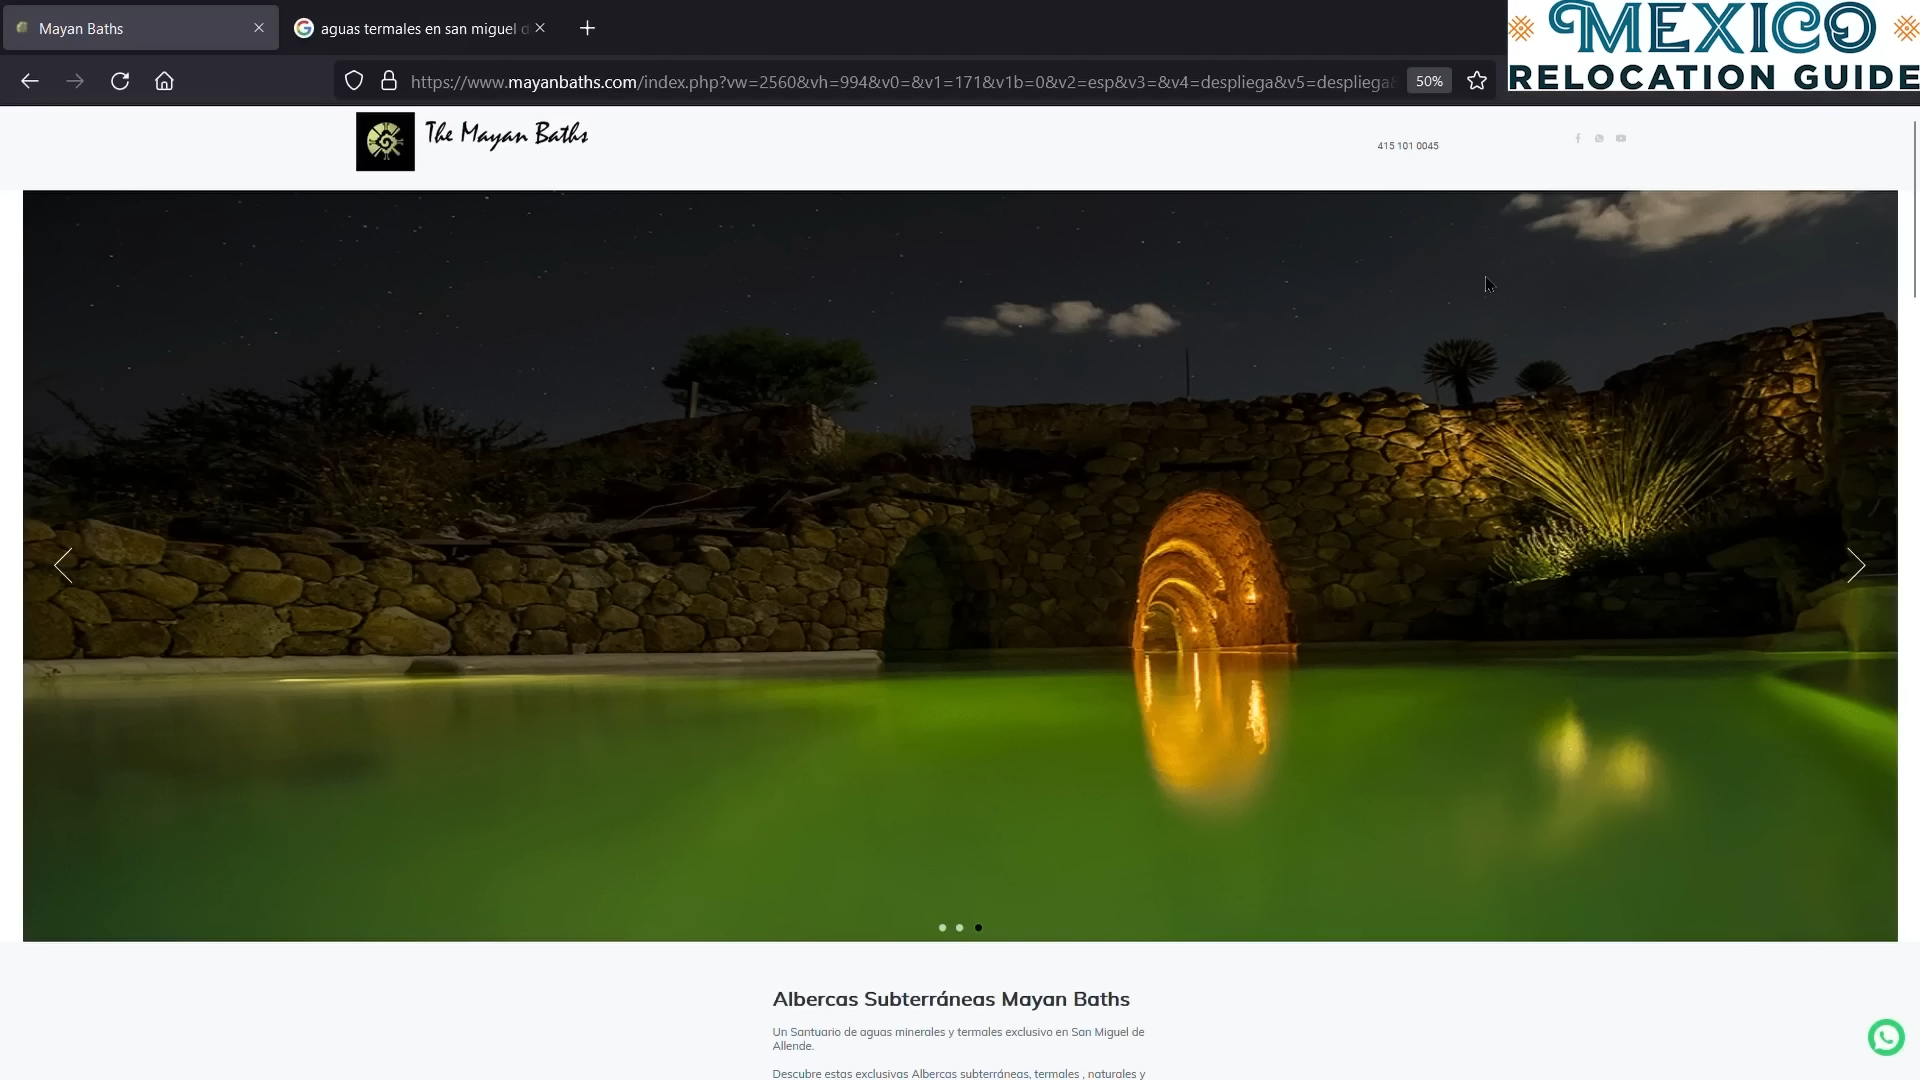 Mayan Baths
aguas termales en san miguel d
MEXICO
RELOCATION GUIDE
https://www.mayanbaths.com/index.php?vw=2560&vh=994&v0=&v1=171&v1b=0&v2=esp&v3=&v4=despliega&v5=despliega&
50%
The Mayan Baths
415 101 0045
Albercas Subterráneas Mayan Baths
Un Santuario de aguas minerales y termales exclusivo en San Miguel de
Allende.
Descubre estas exclusivas Albercas subterráneas, termales , naturales y